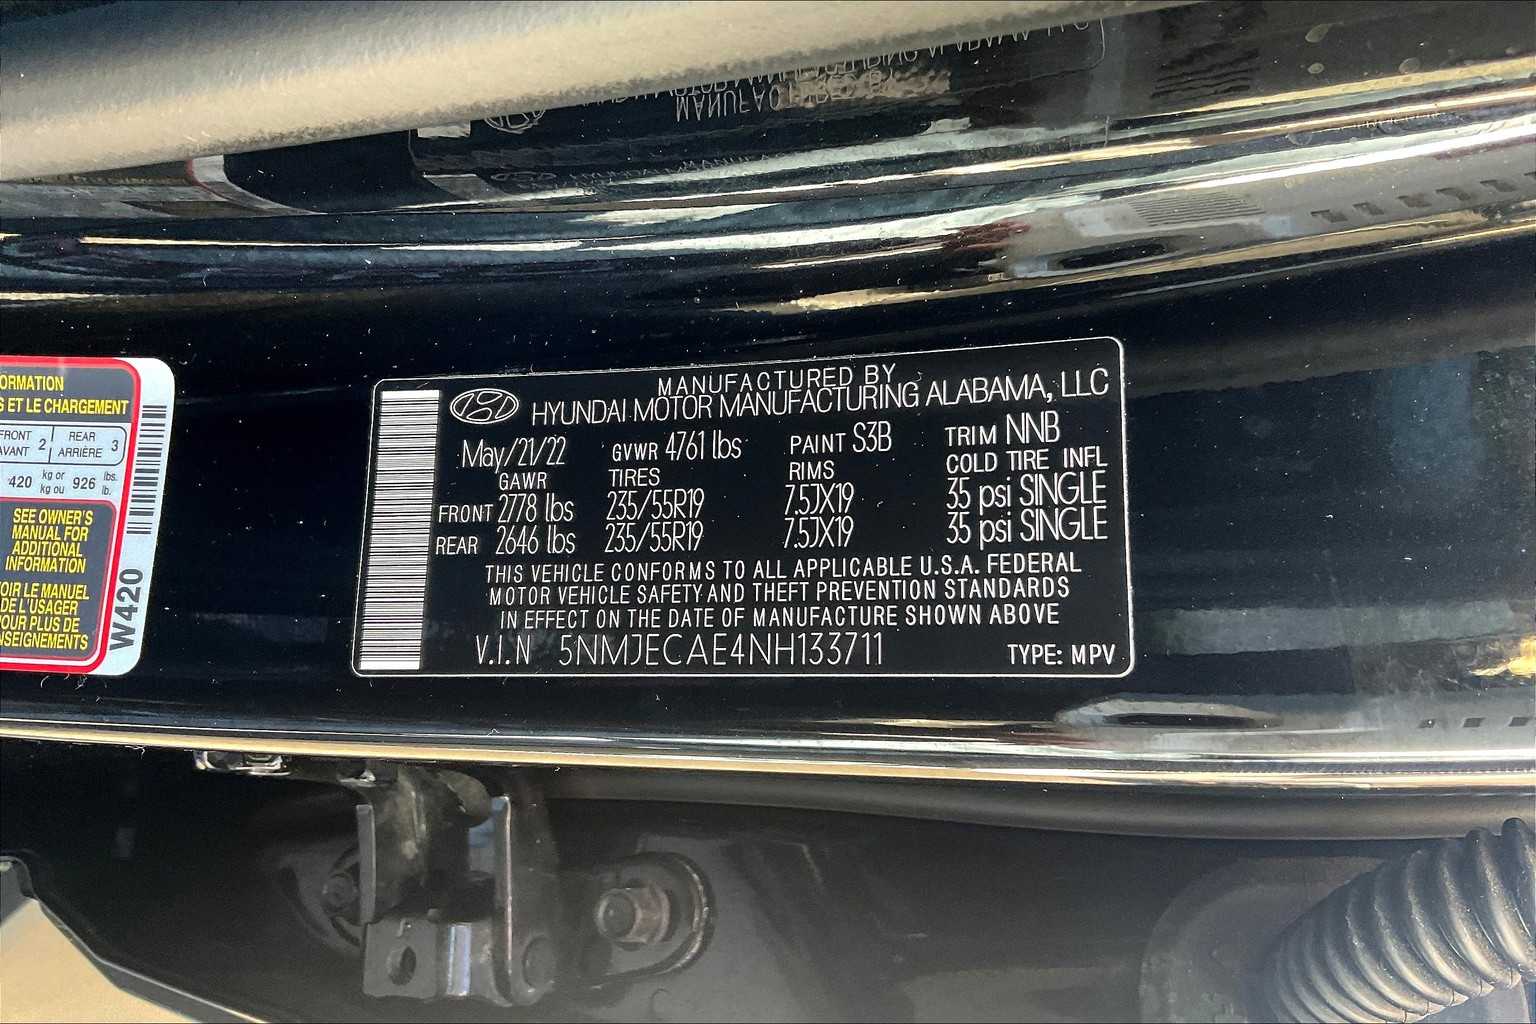 ORMATION
S ET LE CHARGEMENT
FRONT 2 REAR 3
AVANT ARRIÈRE
420 kg or 926 lbs.
kg ou lb.
SEE OWNER'S
MANUAL FOR
ADDITIONAL
INFORMATION
OIR LE MANUEL
DE L'USAGER
POUR PLUS DE
NSEIGNEMENTS
W420
MANUFACTURED BY
HYUNDAI MOTOR MANUFACTURING ALABAMA, LLC
May/21/22 GVWR 4761 lbs PAINT S3B TRIM NNB
GAWR TIRES RIMS COLD TIRE INFL
FRONT 2778 lbs 235/55R19 7.5JX19 35 psi SINGLE
REAR 2646 lbs 235/55R19 7.5JX19 35 psi SINGLE
THIS VEHICLE CONFORMS TO ALL APPLICABLE U.S.A. FEDERAL
MOTOR VEHICLE SAFETY AND THEFT PREVENTION STANDARDS
IN EFFECT ON THE DATE OF MANUFACTURE SHOWN ABOVE
V.I.N 5NMJECAE4NH133711 TYPE: MPV